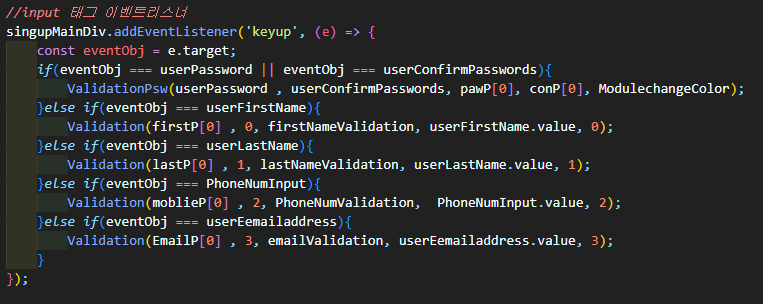 //input 태그 이벤트리스너
singupMainDiv.addEventListener('keyup', (e) => {
    const eventObj = e.target;
    if(eventObj === userPassword || eventObj === userConfirmPasswords){
        ValidationPsw(userPassword , userConfirmPasswords, pawP[0], conP[0], ModulechangeColor);
    }else if(eventObj === userFirstName){
        Validation(firstP[0] , 0, firstNameValidation, userFirstName.value, 0);
    }else if(eventObj === userLastName){
        Validation(lastP[0] , 1, lastNameValidation, userLastName.value, 1);
    }else if(eventObj === PhoneNumInput){
        Validation(moblieP[0] , 2, PhoneNumValidation,  PhoneNumInput.value, 2);
    }else if(eventObj === userEemailaddress){
        Validation(EmailP[0] , 3, emailValidation, userEemailaddress.value, 3);
    }
});